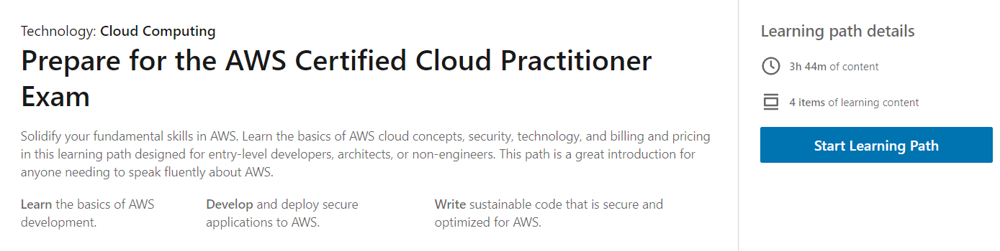 Technology: Cloud Computing
Prepare for the AWS Certified Cloud Practitioner
Exam
Solidify your fundamental skills in AWS. Learn the basics of AWS cloud concepts, security, technology, and billing and pricing
in this learning path designed for entry-level developers, architects, or non-engineers. This path is a great introduction for
anyone needing to speak fluently about AWS.
Learn the basics of AWS
development.
Develop and deploy secure
applications to AWS.
Write sustainable code that is secure and
optimized for AWS.
Learning path details
3h 44m of content
4 items of learning content
Start Learning Path